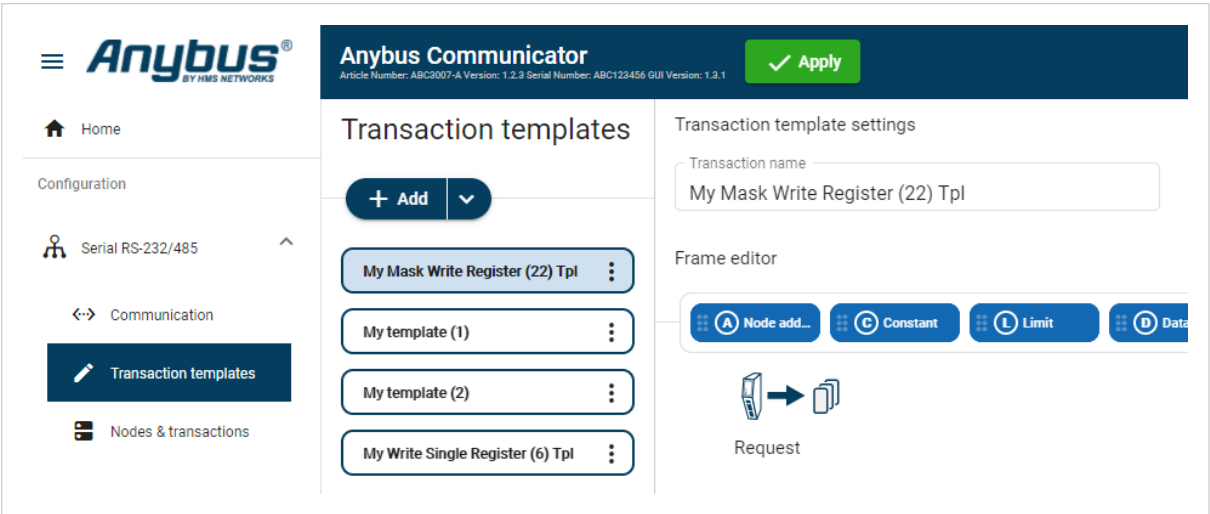 Anybus®
BY HMS NETWORKS
Home
Configuration
Serial RS-232/485
Communication
Transaction templates
Nodes & transactions
Anybus Communicator
Article Number: ABC3007-A Version: 1.2.3 Serial Number: ABC123456 GUI Version: 1.3.1
Apply
Transaction templates
Add
My Mask Write Register (22) Tpl
My template (1)
My template (2)
My Write Single Register (6) Tpl
Transaction template settings
Transaction name
My Mask Write Register (22) Tpl
Frame editor
A Node add... C Constant L Limit D Data
Request